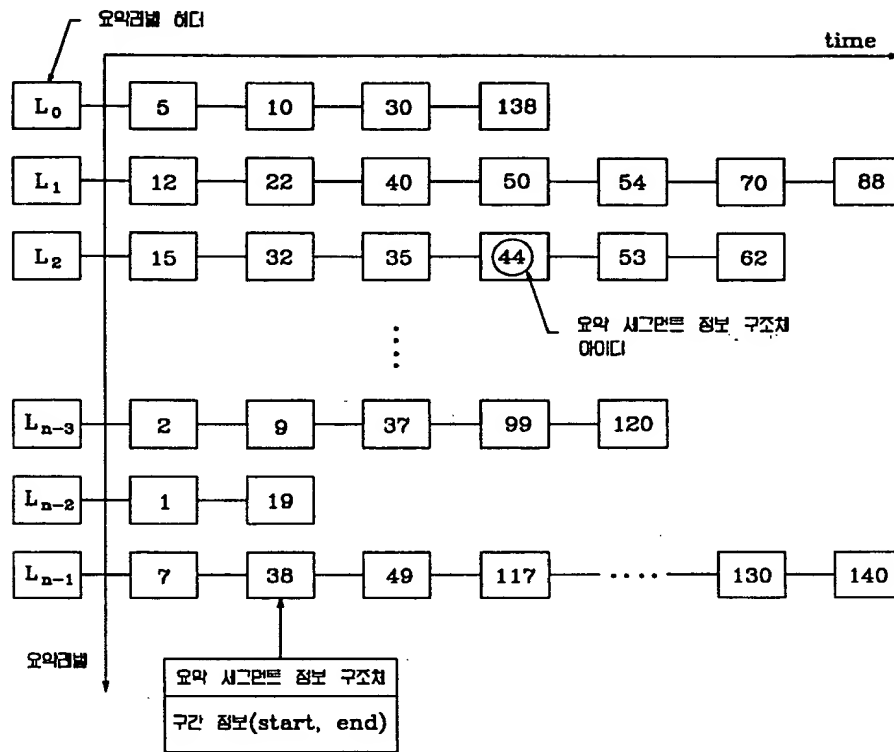 요약레벨 헤더
time
L0 5 10 30 138
L1 12 22 40 50 54 70 88
L2 15 32 35 44 53 62
요약 세그먼트 정보 구조체
아이디
Ln-3 2 9 37 99 120
Ln-2 1 19
Ln-1 7 38 49 117 130 140
요약레벨
요약 세그먼트 정보 구조체
구간 정보(start, end)